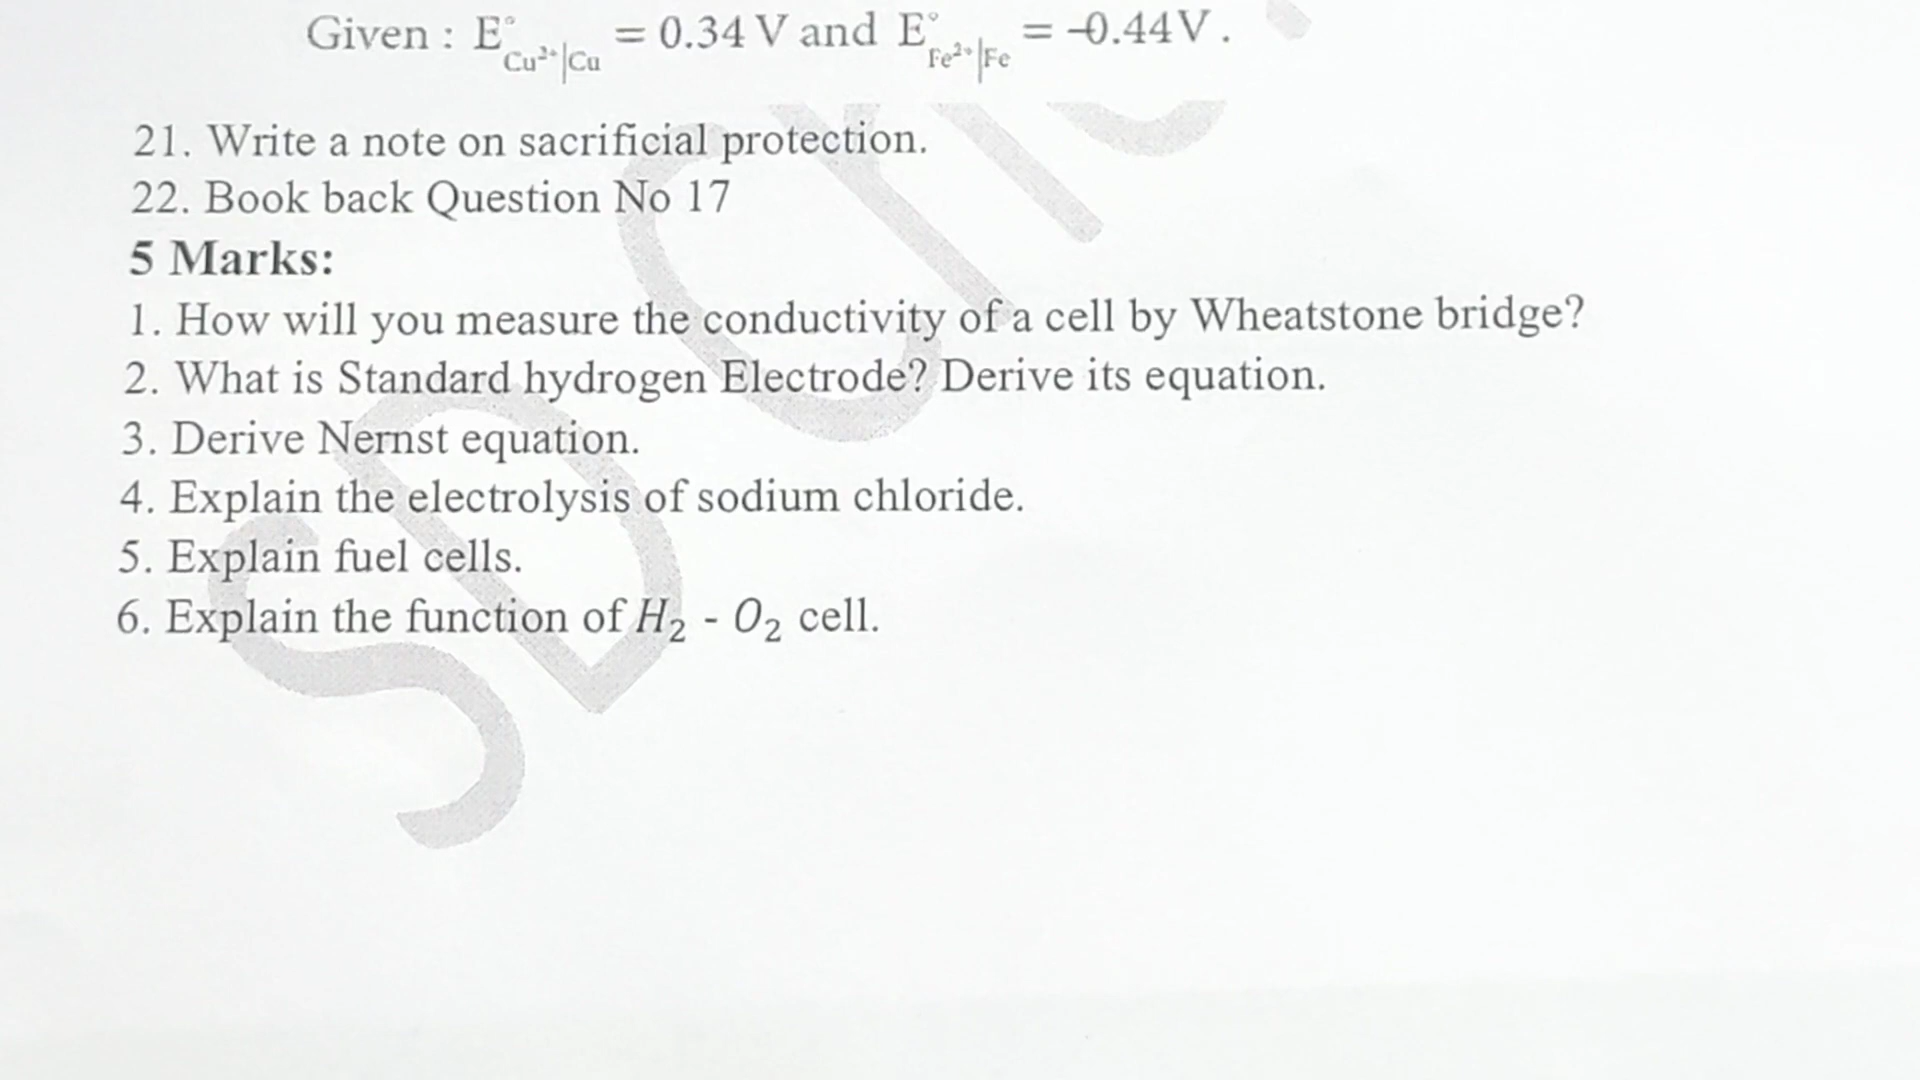 Given : E°Cu²⁺|Cu = 0.34 V and E°Fe²⁺|Fe = -0.44V .
21. Write a note on sacrificial protection.
22. Book back Question No 17
5 Marks:
1. How will you measure the conductivity of a cell by Wheatstone bridge?
2. What is Standard hydrogen Electrode? Derive its equation.
3. Derive Nernst equation.
4. Explain the electrolysis of sodium chloride.
5. Explain fuel cells.
6. Explain the function of H₂ - O₂ cell.